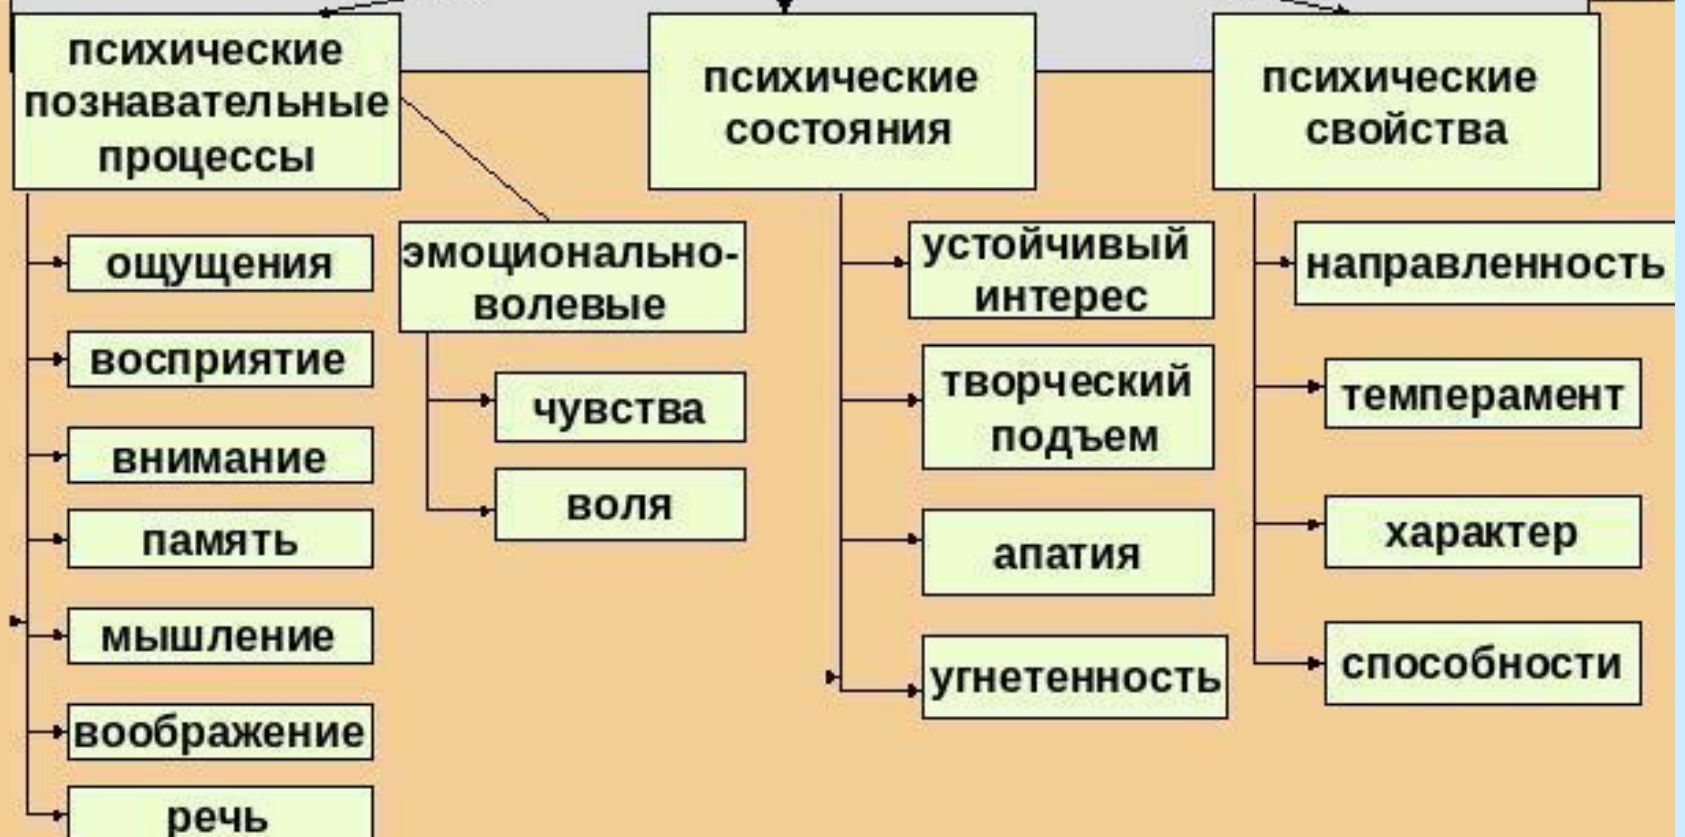 психические
познавательные
процессы
ощущения
восприятие
внимание
память
мышление
воображение
речь
эмоционально-
волевые
чувства
воля
психические
состояния
устойчивый
интерес
творческий
подъем
апатия
угнетенность
психические
свойства
направленность
темперамент
характер
способности